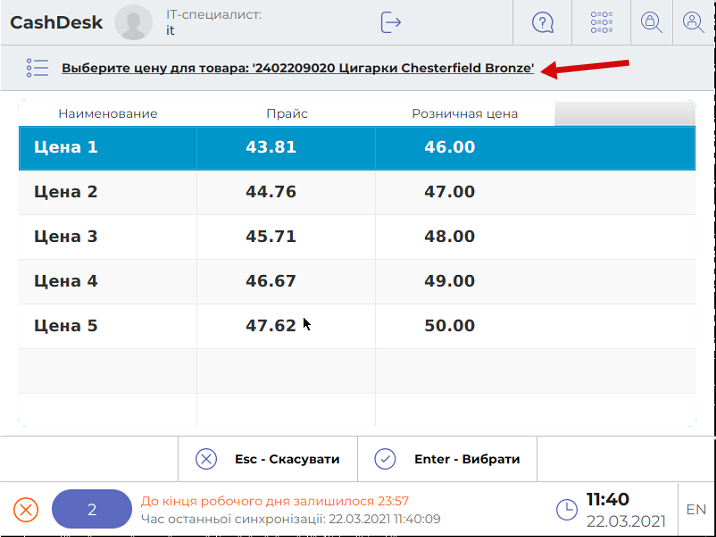 CashDesk
IT-специалист:
it
Выберите цену для товара: '2402209020 Цигарки Chesterfield Bronze'
Наименование Прайс Розничная цена
Цена 1 43.81 46.00
Цена 2 44.76 47.00
Цена 3 45.71 48.00
Цена 4 46.67 49.00
Цена 5 47.62 50.00
Esc - Скасувати Enter - Вибрати
2
До кінця робочого дня залишилося 23:57
Час останньої синхронізації: 22.03.2021 11:40:09
11:40
22.03.2021
EN